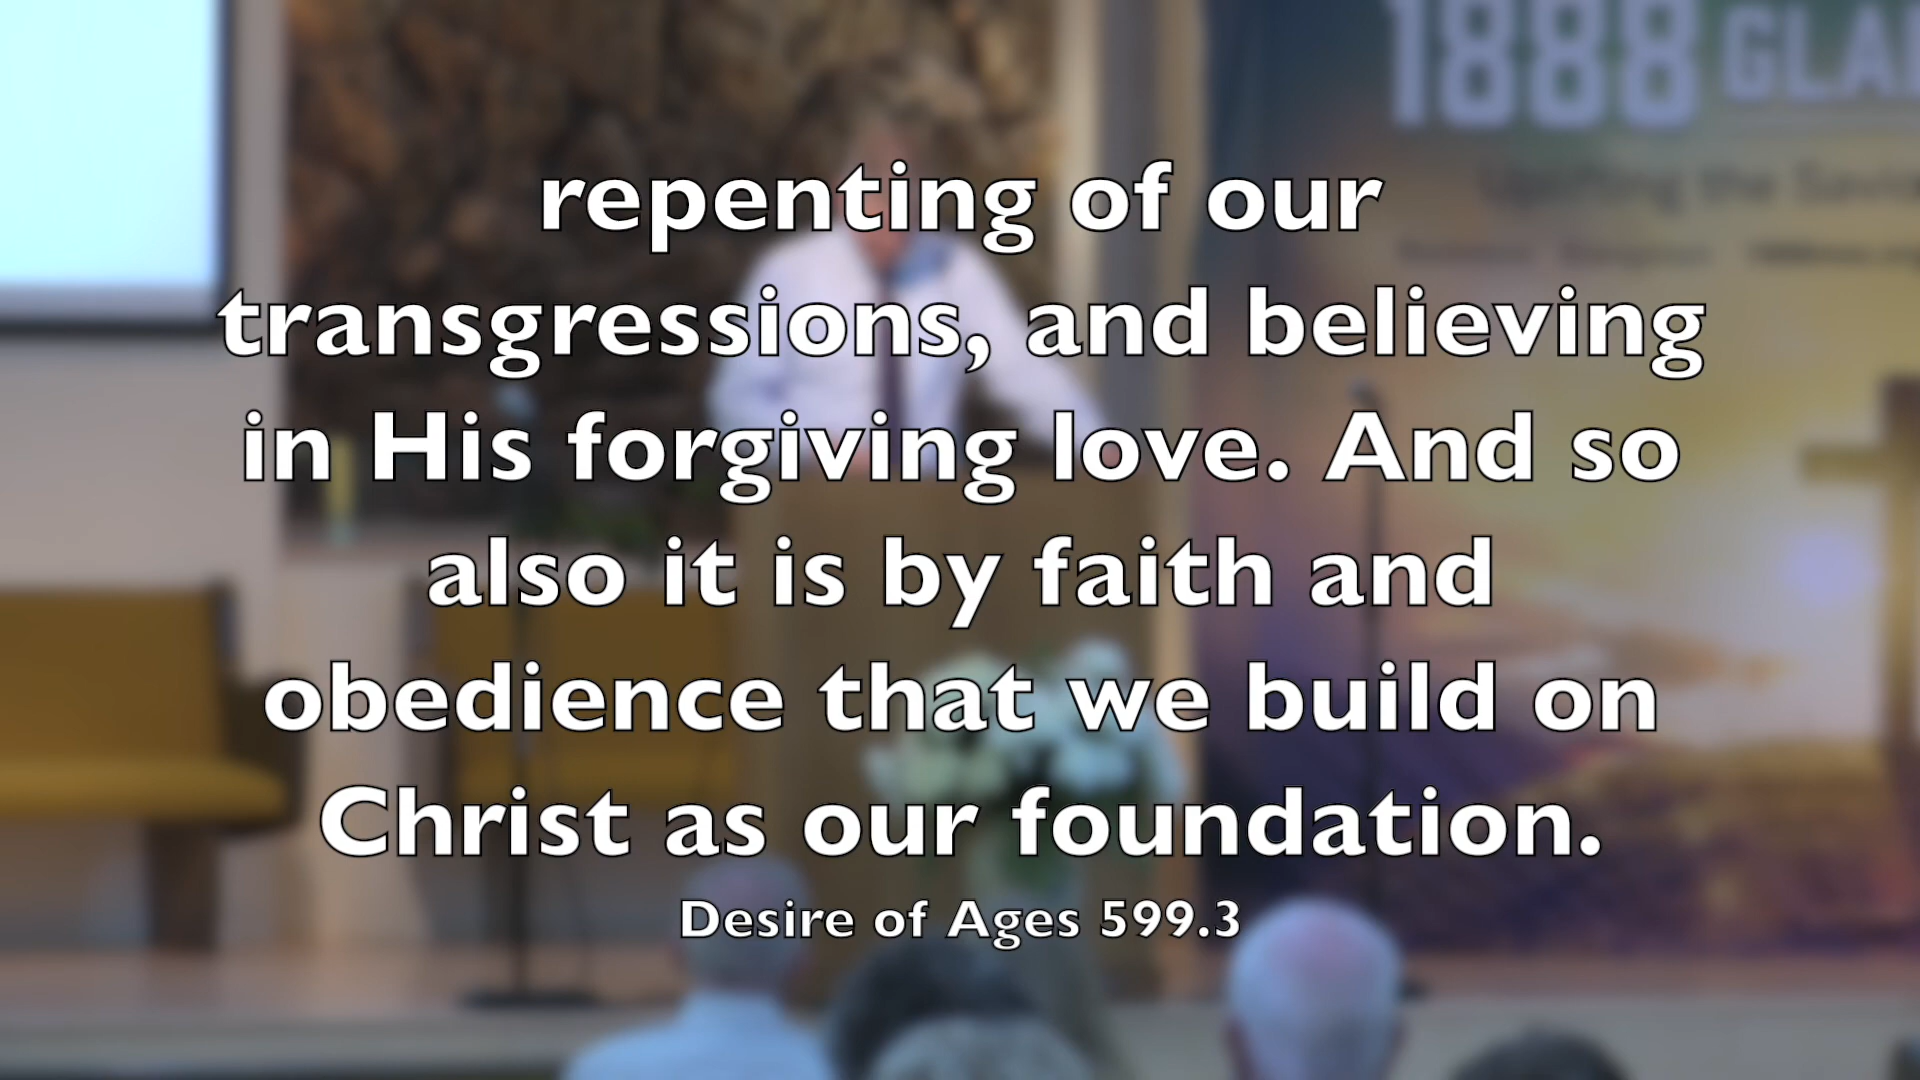 1888 GLAD
repenting of our
transgressions, and believing
in His forgiving love. And so
also it is by faith and
obedience that we build on
Christ as our foundation.
Desire of Ages 599.3